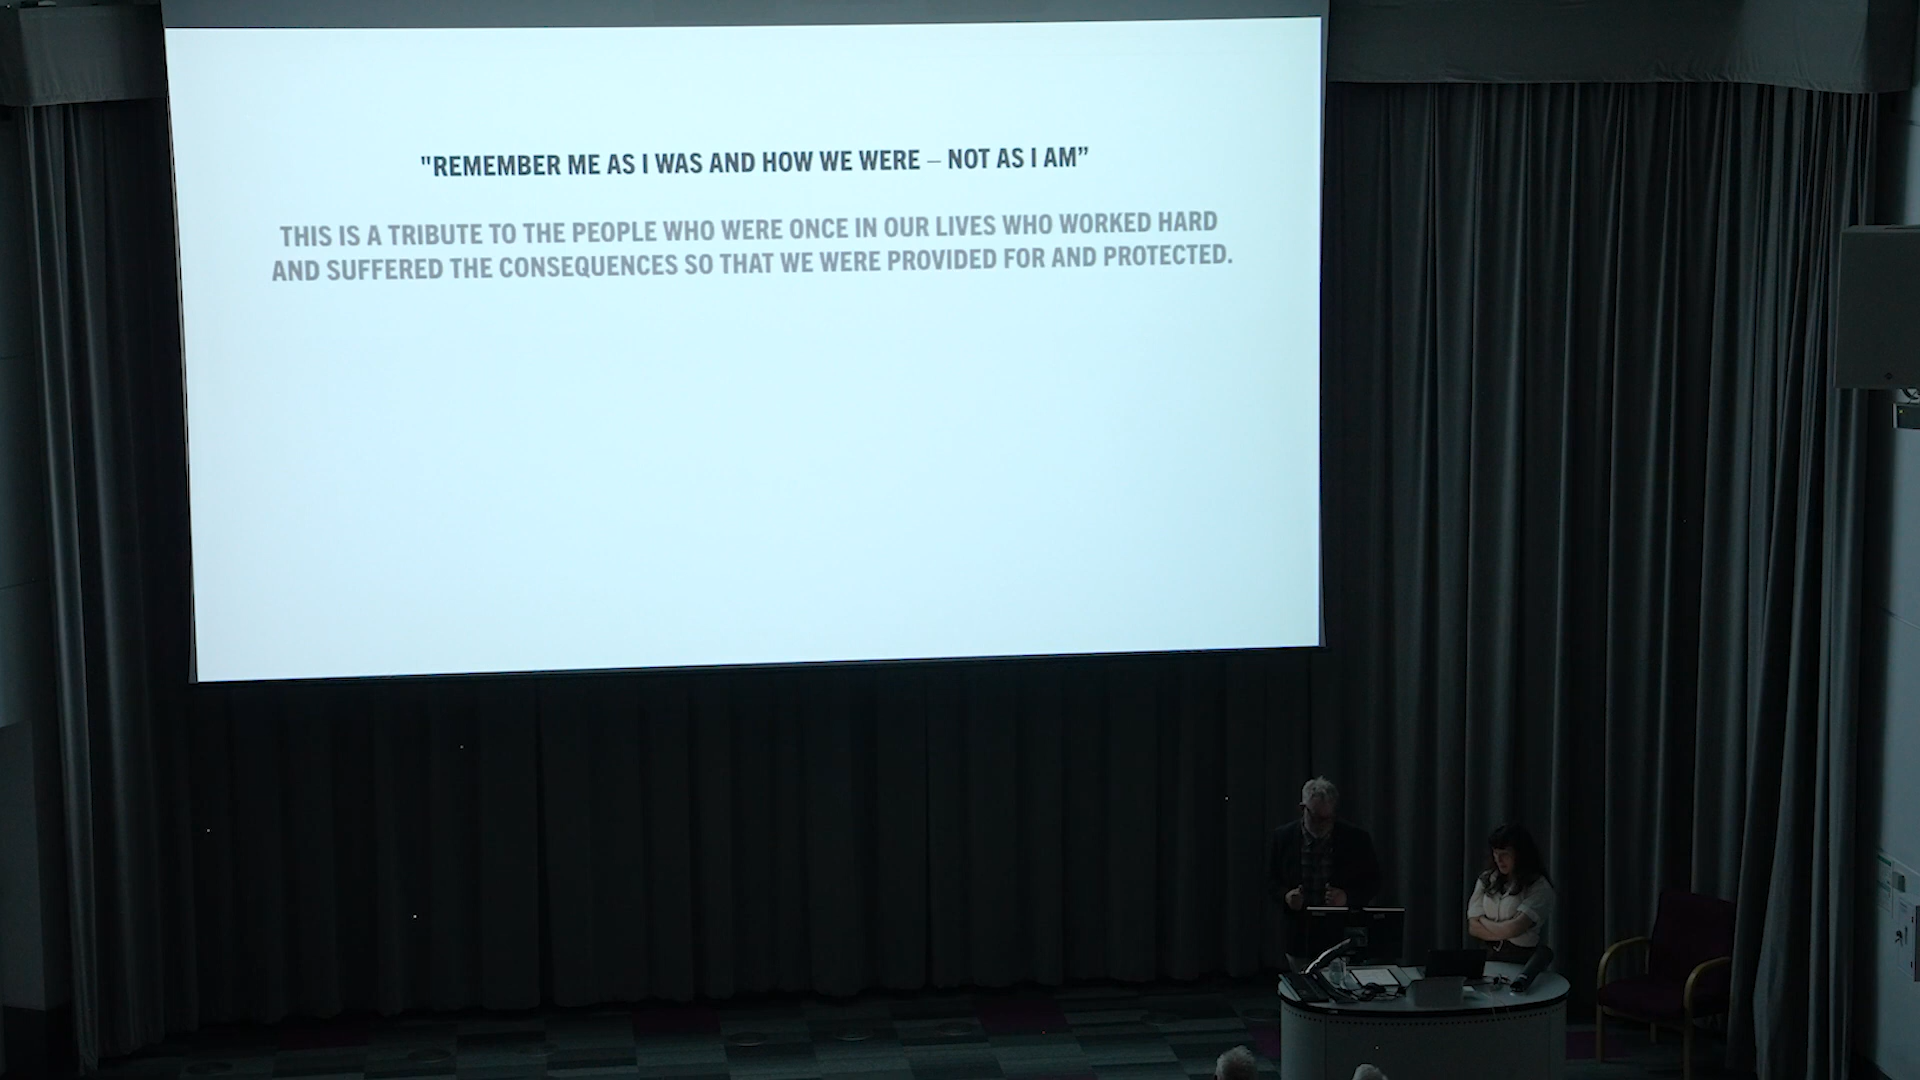 "REMEMBER ME AS I WAS AND HOW WE WERE – NOT AS I AM”
THIS IS A TRIBUTE TO THE PEOPLE WHO WERE ONCE IN OUR LIVES WHO WORKED HARD
AND SUFFERED THE CONSEQUENCES SO THAT WE WERE PROVIDED FOR AND PROTECTED.